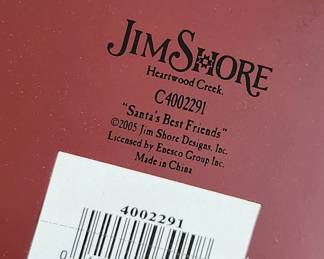 JIM SHORE
Heartwood Creek.
C4002291
"Santa's Best Friends"
©2005 Jim Shore Designs, Inc.
Licensed by Enesco Group Inc.
Made in China
4002291
0